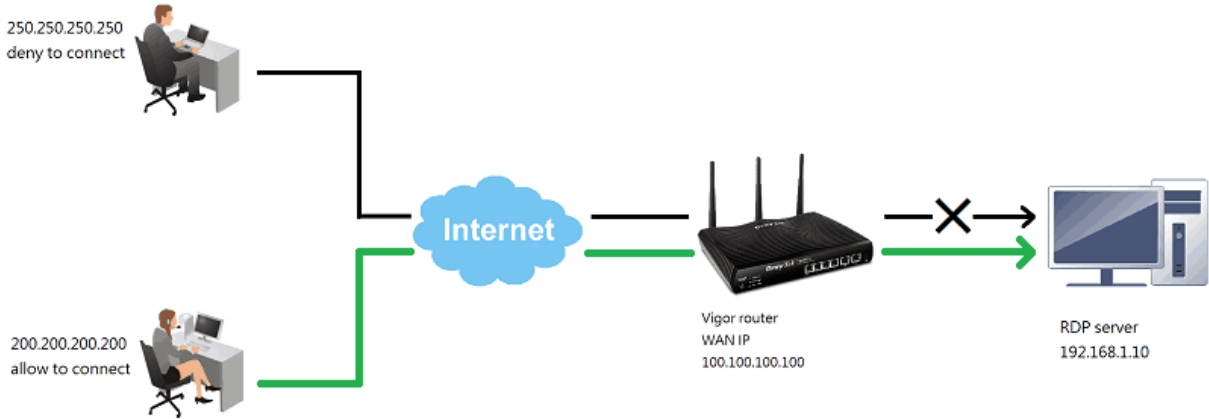 250.250.250.250
deny to connect
Internet
200.200.200.200
allow to connect
Vigor router
WAN IP
100.100.100.100
RDP server
192.168.1.10